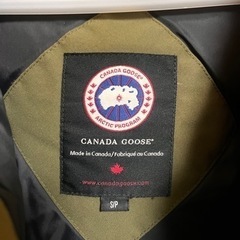 CANADA GOOSE
ARCTIC PROGRAM
CANADA GOOSE®
Made in Canada/Fabriqué au Canada
www.canadagoose.com
S/P